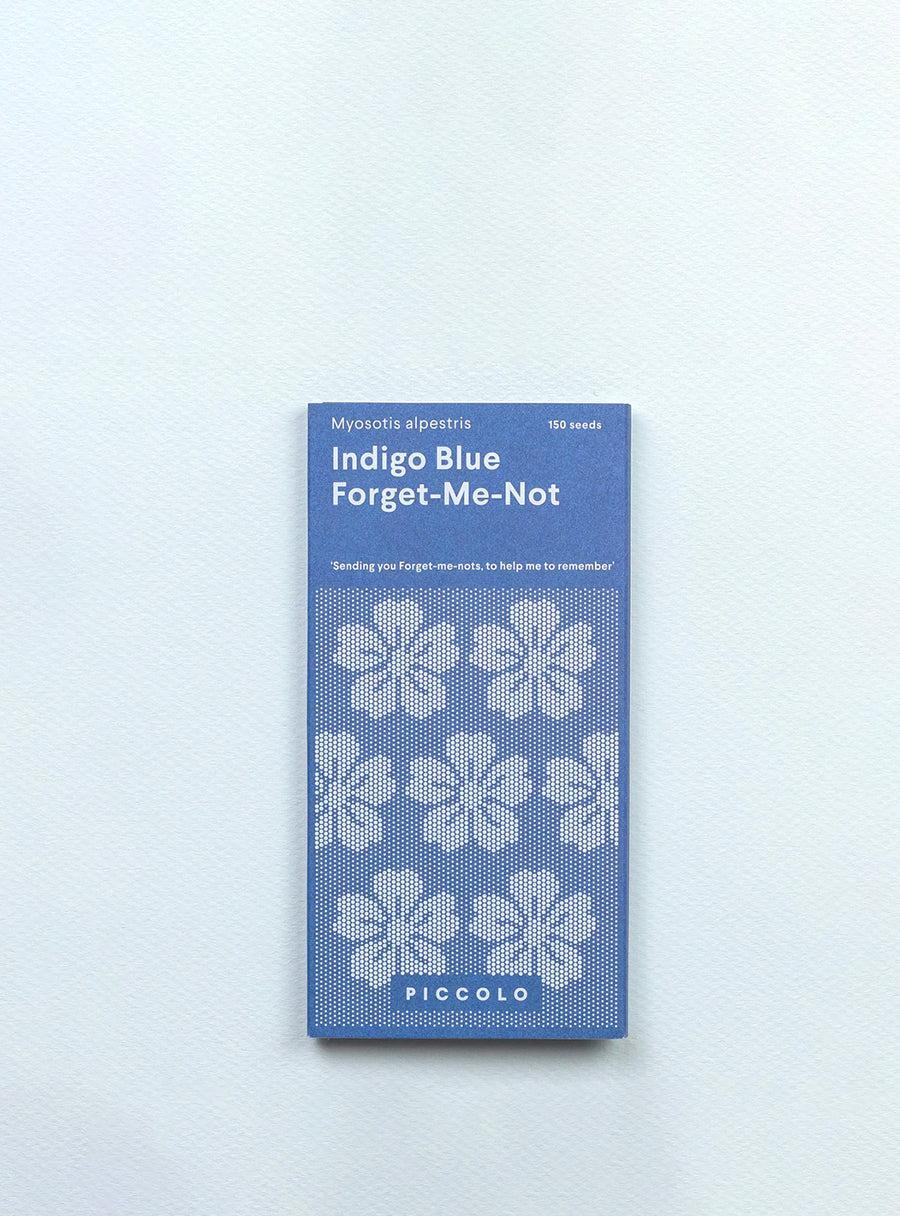 Myosotis alpestris
150 seeds
Indigo Blue
Forget-Me-Not
'Sending you Forget-me-nots, to help me to remember'
PICCOLO